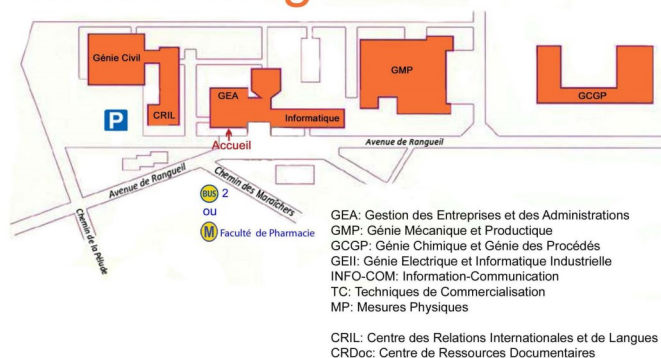 Génie Civil
GMP
GEA
GCGP
CRIL
Informatique
P
Accueil
Avenue de Rangueil
Avenue de Rangueil
Chemin des Maraîchers
BUS 2
ou
M Faculté de Pharmacie
Chemin de la Pélude
GEA: Gestion des Entreprises et des Administrations
GMP: Génie Mécanique et Productique
GCGP: Génie Chimique et Génie des Procédés
GEII: Génie Electrique et Informatique Industrielle
INFO-COM: Information-Communication
TC: Techniques de Commercialisation
MP: Mesures Physiques
CRIL: Centre des Relations Internationales et de Langues
CRDoc: Centre de Ressources Documentaires